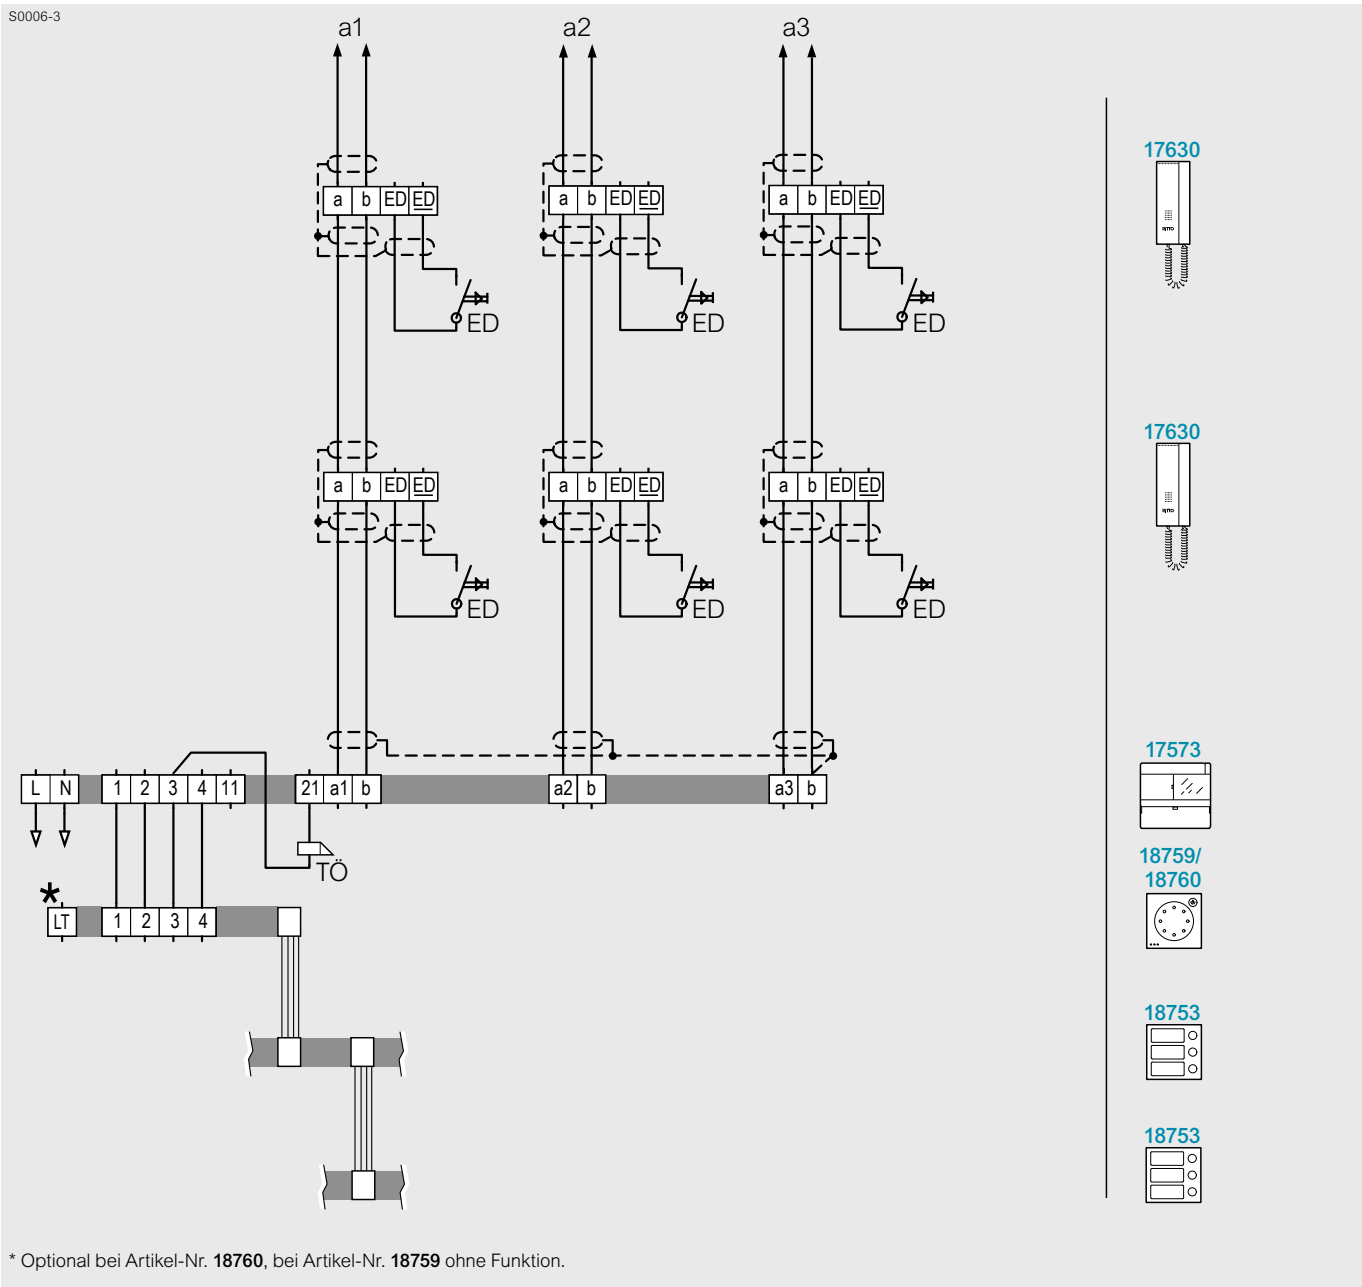 S0006-3
a1 a2 a3
17630
RITTO
a b ED ED a b ED ED a b ED ED
ED ED ED
17630
RITTO
a b ED ED a b ED ED a b ED ED
ED ED ED
17573
L N 1 2 3 4 11 21 a1 b a2 b a3 b
TÖ
18759/
18760
*
LT 1 2 3 4
18753
18753
* Optional bei Artikel-Nr. 18760, bei Artikel-Nr. 18759 ohne Funktion.